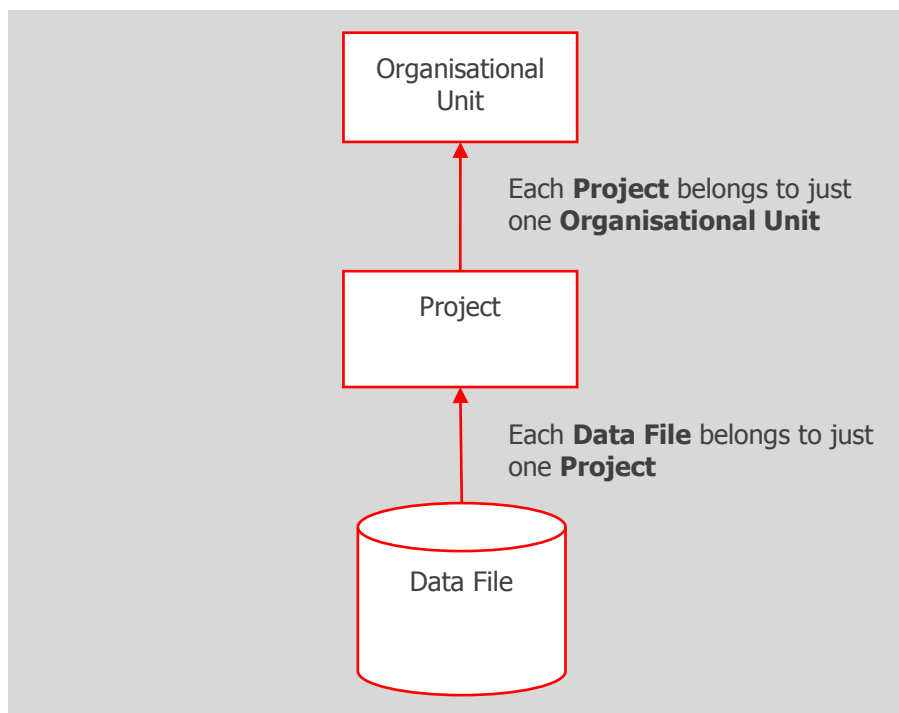 Organisational
Unit
Each Project belongs to just
one Organisational Unit
Project
Each Data File belongs to just
one Project
Data File